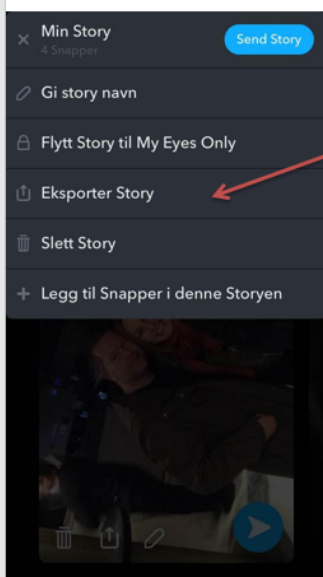 Min Story
Send Story
4 Snapper
Gi story navn
Flytt Story til My Eyes Only
Eksporter Story
Slett Story
Legg til Snapper i denne Storyen